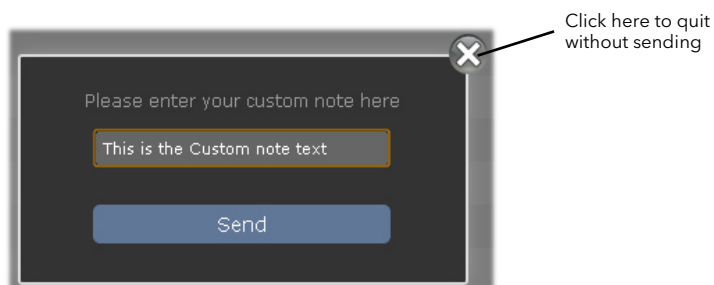 Click here to quit
without sending
Please enter your custom note here
This is the Custom note text
Send